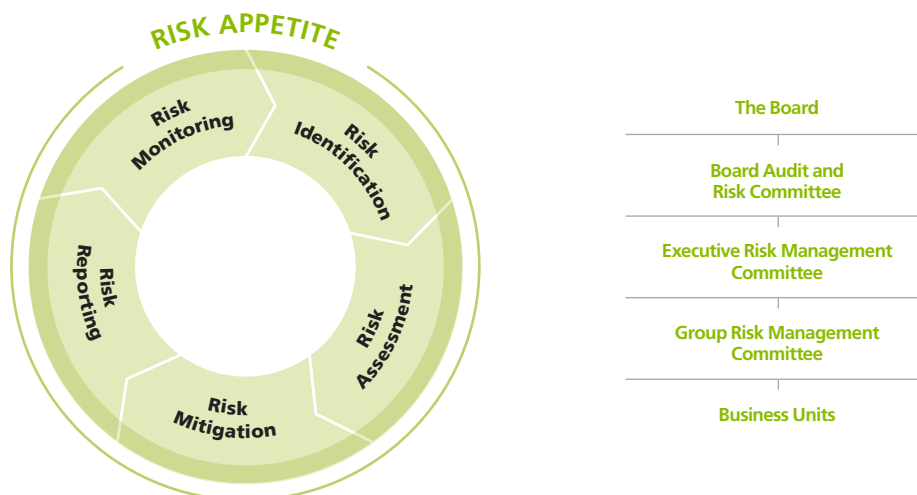 RISK APPETITE
Risk
Identification
Risk
Assessment
Risk
Mitigation
Risk
Reporting
Risk
Monitoring
The Board
Board Audit and
Risk Committee
Executive Risk Management
Committee
Group Risk Management
Committee
Business Units